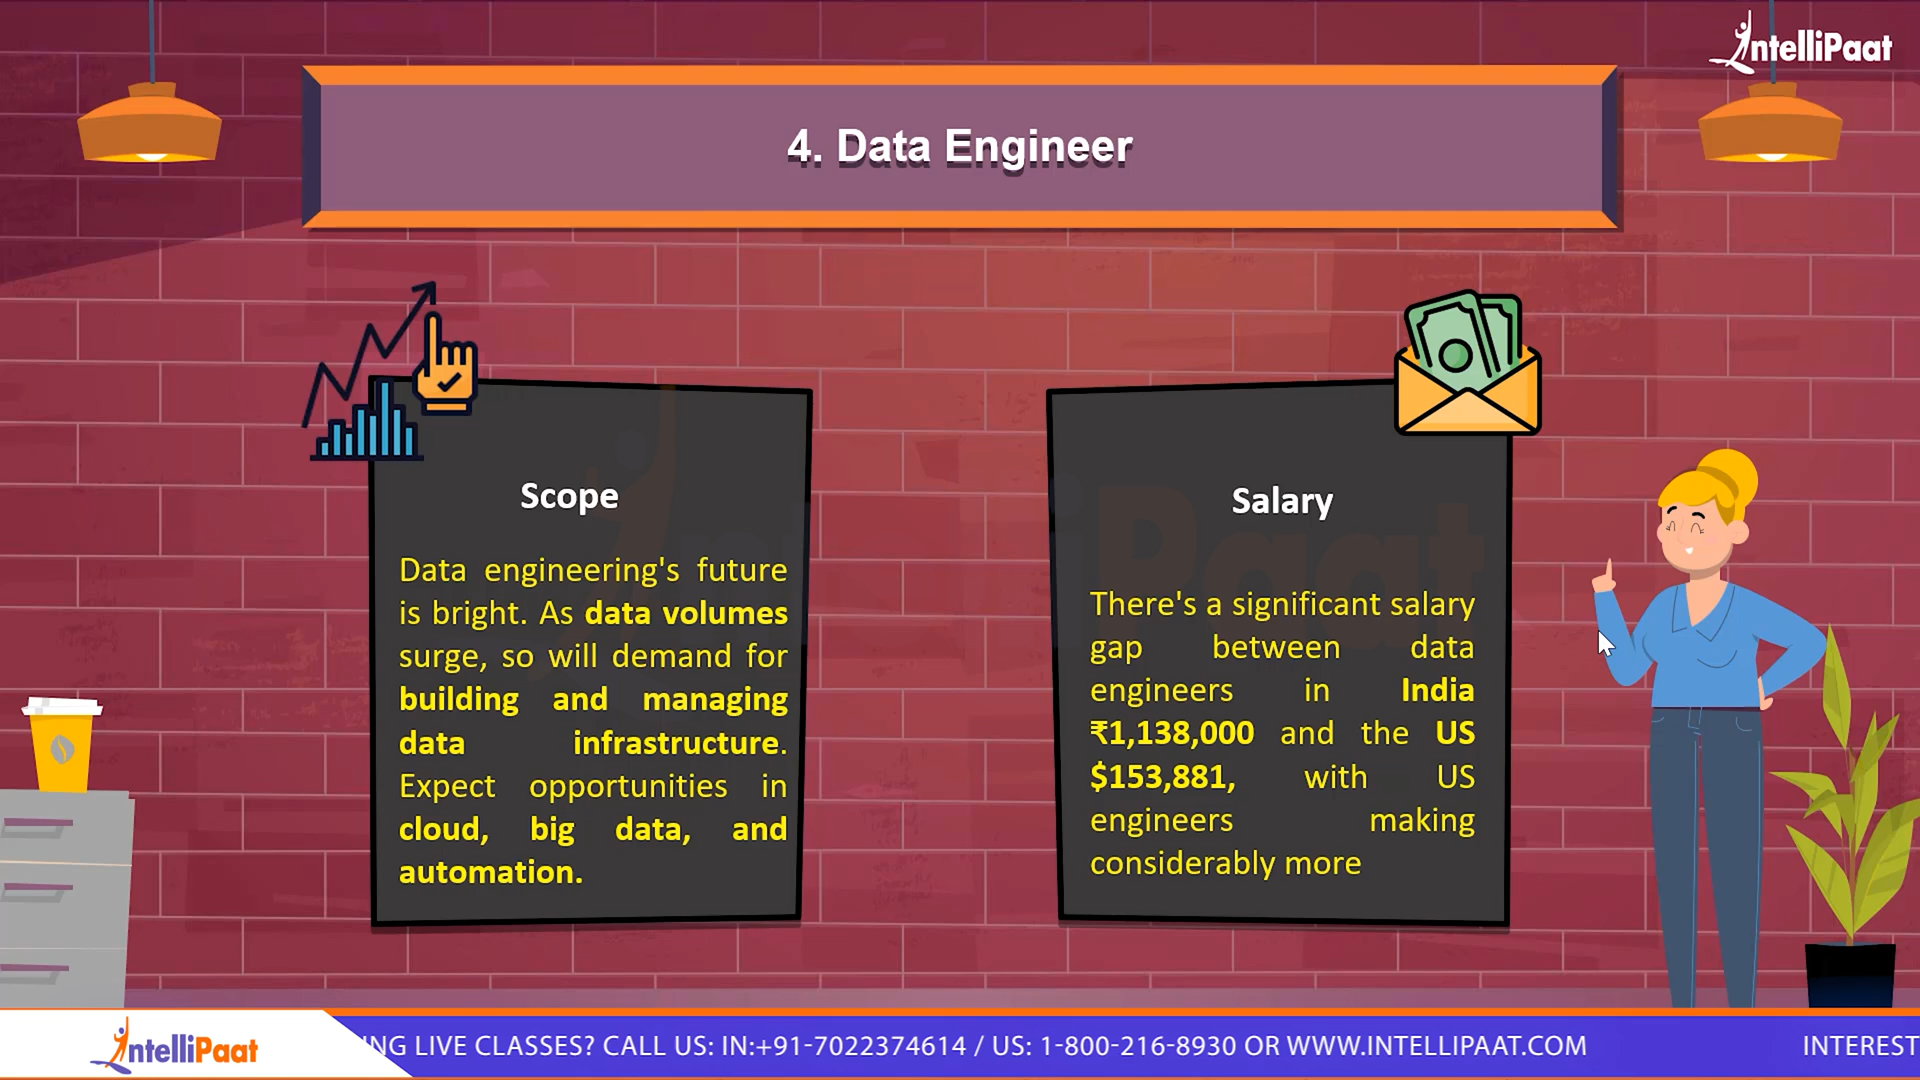 IntelliPaat
4. Data Engineer
Scope
Data engineering's future
is bright. As data volumes
surge, so will demand for
building and managing
data infrastructure.
Expect opportunities in
cloud, big data, and
automation.
Salary
There's a significant salary
gap between data
engineers in India
₹1,138,000 and the US
$153,881, with US
engineers making
considerably more
IntelliPaat
NG LIVE CLASSES? CALL US: IN:+91-7022374614 / US: 1-800-216-8930 OR WWW.INTELLIPAAT.COM
INTEREST